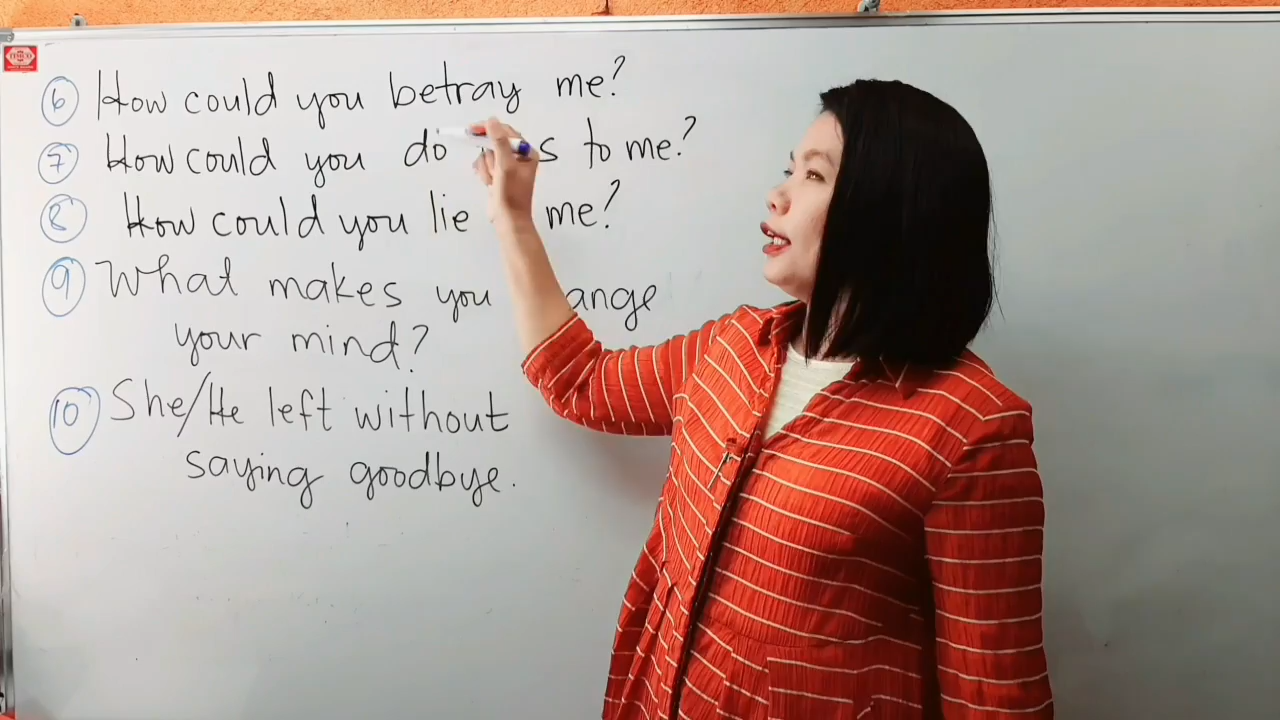 6 How could you betray me?
7 How could you do s to me?
8 How could you lie me?
9 What makes you ange
your mind?
10 She/He left without
saying goodbye.